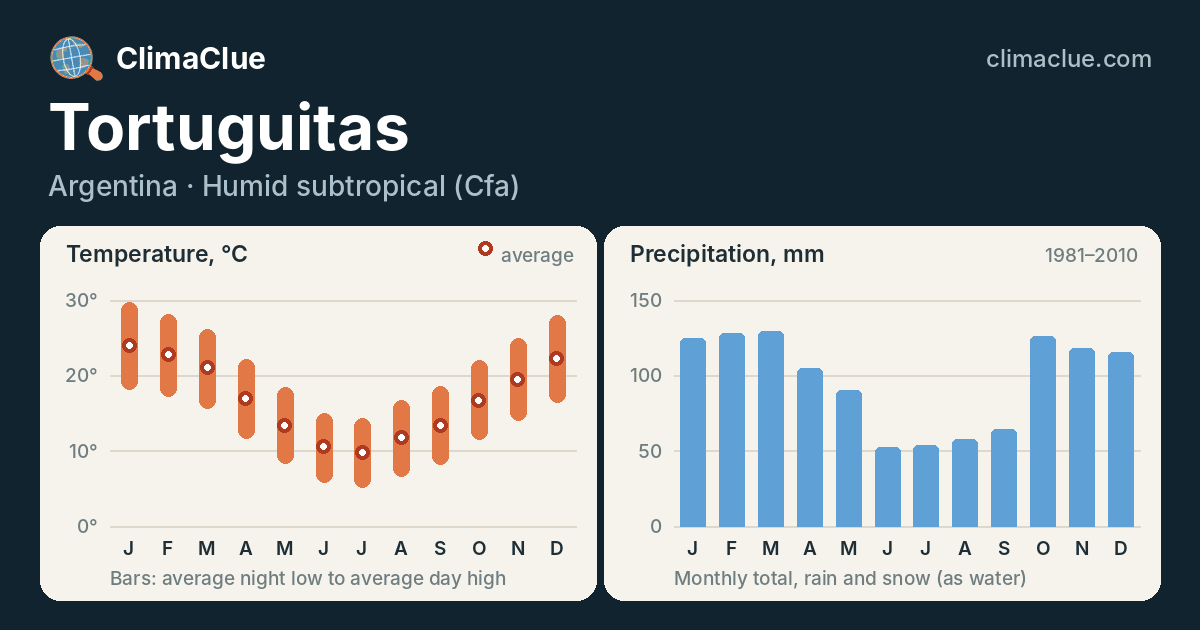 ClimaClue
climaclue.com
Tortuguitas
Argentina · Humid subtropical (Cfa)
Temperature, °C
average
30°
20°
10°
0°
J F M A M J J A S O N D
Bars: average night low to average day high
Precipitation, mm
1981–2010
150
100
50
0
J F M A M J J A S O N D
Monthly total, rain and snow (as water)